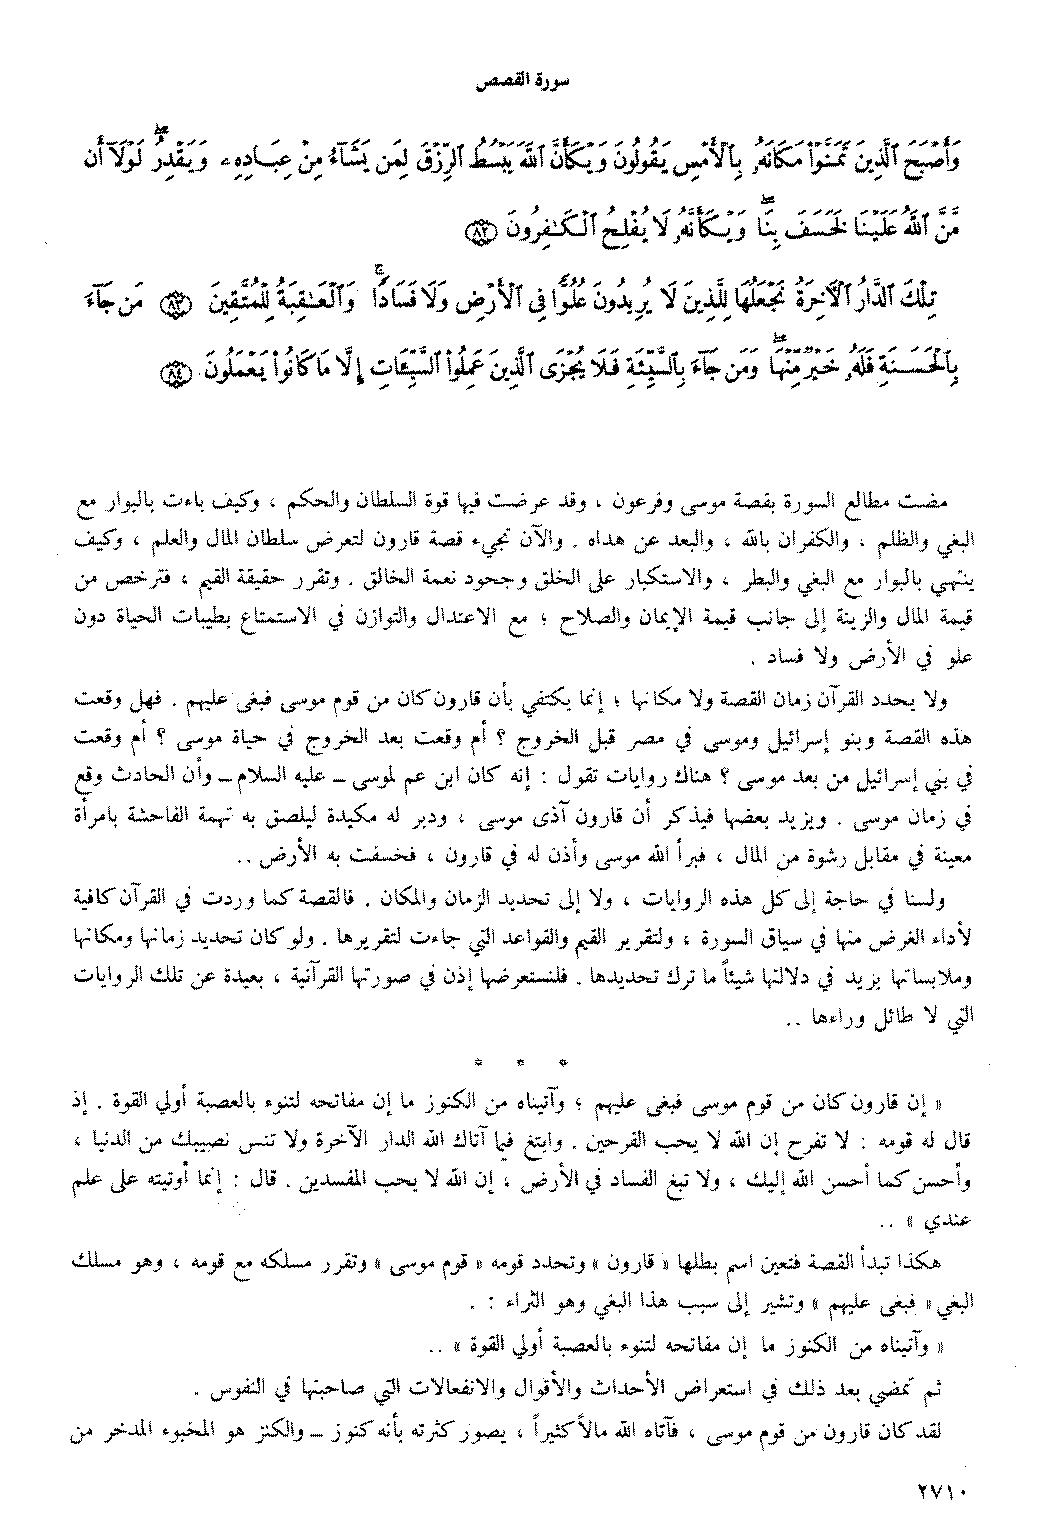 سورة القصص
وَأَصْبَحَ ٱلَّذِينَ تَمَنَّوْا۟ مَكَانَهُۥ بِٱلْأَمْسِ يَقُولُونَ وَيْكَأَنَّ ٱللَّهَ يَبْسُطُ ٱلرِّزْقَ لِمَن يَشَآءُ مِنْ عِبَادِهِۦ وَيَقْدِرُ ۖ لَوْلَآ أَن
مَّنَّ ٱللَّهُ عَلَيْنَا لَخَسَفَ بِنَا ۖ وَيْكَأَنَّهُۥ لَا يُفْلِحُ ٱلْكَٰفِرُونَ ﴿٨٢﴾
تِلْكَ ٱلدَّارُ ٱلْأَخِرَةُ نَجْعَلُهَا لِلَّذِينَ لَا يُرِيدُونَ عُلُوًّا فِى ٱلْأَرْضِ وَلَا فَسَادًا ۚ وَٱلْعَٰقِبَةُ لِلْمُتَّقِينَ ﴿٨٣﴾ مَن جَآءَ
بِٱلْحَسَنَةِ فَلَهُۥ خَيْرٌ مِّنْهَا ۖ وَمَن جَآءَ بِٱلسَّيِّئَةِ فَلَا يُجْزَى ٱلَّذِينَ عَمِلُوا۟ ٱلسَّيِّـَٔاتِ إِلَّا مَا كَانُوا۟ يَعْمَلُونَ ﴿٨٤﴾
مضت مطالع السورة بقصة موسى وفرعون ، وقد عرضت فيها قوة السلطان والحكم ، وكيف باءت بالبوار مع
البغي والظلم ، والكفران بالله ، والبعد عن هداه . والآن تجيء قصة قارون لتعرض سلطان المال والعلم ، وكيف
ينتهي بالبوار مع البغي والبطر ، والاستكبار على الخلق وجحود نعمة الخالق . وتقرر حقيقة القيم ، فترخص من
قيمة المال والزينة إلى جانب قيمة الإيمان والصلاح ؛ مع الاعتدال والتوازن في الاستمتاع بطيبات الحياة دون
علو في الأرض ولا فساد .
ولا يحدد القرآن زمان القصة ولا مكانها ؛ إنما يكتفي بأن قارون كان من قوم موسى فبغى عليهم . فهل وقعت
هذه القصة وبنو إسرائيل وموسى في مصر قبل الخروج ؟ أم وقعت بعد الخروج في حياة موسى ؟ أم وقعت
في بني إسرائيل من بعد موسى ؟ هناك روايات تقول : إنه كان ابن عم لموسى – عليه السلام – وأن الحادث وقع
في زمان موسى . ويزيد بعضها فيذكر أن قارون آذى موسى ، ودبر له مكيدة ليلصق به تهمة الفاحشة بامرأة
معينة في مقابل رشوة من المال ، فبرأ الله موسى وأذن له في قارون ، فخسفت به الأرض ..
ولسنا في حاجة إلى كل هذه الروايات ، ولا إلى تحديد الزمان والمكان . فالقصة كما وردت في القرآن كافية
لأداء الغرض منها في سياق السورة ، ولتقرير القيم والقواعد التي جاءت لتقريرها . ولو كان تحديد زمانها ومكانها
وملابساتها يزيد في دلالتها شيئاً ما ترك تحديدها . فلنستعرضها إذن في صورتها القرآنية ، بعيدة عن تلك الروايات
التي لا طائل وراءها ..
* * *
« إن قارون كان من قوم موسى فبغى عليهم ؛ وآتيناه من الكنوز ما إن مفاتحه لتنوء بالعصبة أولي القوة . إذ
قال له قومه : لا تفرح إن الله لا يحب الفرحين . وابتغ فيما آتاك الله الدار الآخرة ولا تنس نصيبك من الدنيا ،
وأحسن كما أحسن الله إليك ، ولا تبغ الفساد في الأرض ، إن الله لا يحب المفسدين . قال : إنما أوتيته على علم
عندي » ..
هكذا تبدأ القصة فتعين اسم بطلها « قارون » وتحدد قومه « قوم موسى » وتقرر مسلكه مع قومه ، وهو مسلك
البغي « فبغى عليهم » وتشير إلى سبب هذا البغي وهو الثراء : .
« وآتيناه من الكنوز ما إن مفاتحه لتنوء بالعصبة أولي القوة » ..
ثم تمضي بعد ذلك في استعراض الأحداث والأقوال والانفعالات التي صاحبتها في النفوس .
لقد كان قارون من قوم موسى ، فآتاه الله مالاً كثيراً ، يصور كثرته بأنه كنوز – والكنز هو المخبوء المدخر من
٢٧١٠